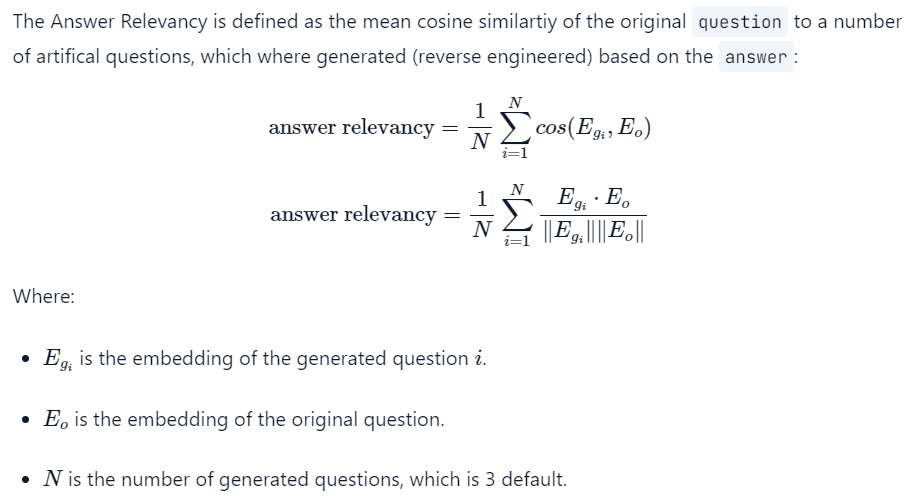 The Answer Relevancy is defined as the mean cosine similartiy of the original question to a number
of artifical questions, which where generated (reverse engineered) based on the answer :
answer relevancy = \frac{1}{N} \sum_{i=1}^{N} cos(E_{g_i}, E_o)
answer relevancy = \frac{1}{N} \sum_{i=1}^{N} \frac{E_{g_i} \cdot E_o}{\|E_{g_i}\| \|E_o\|}
Where:
• E_{g_i} is the embedding of the generated question i.
• E_o is the embedding of the original question.
• N is the number of generated questions, which is 3 default.